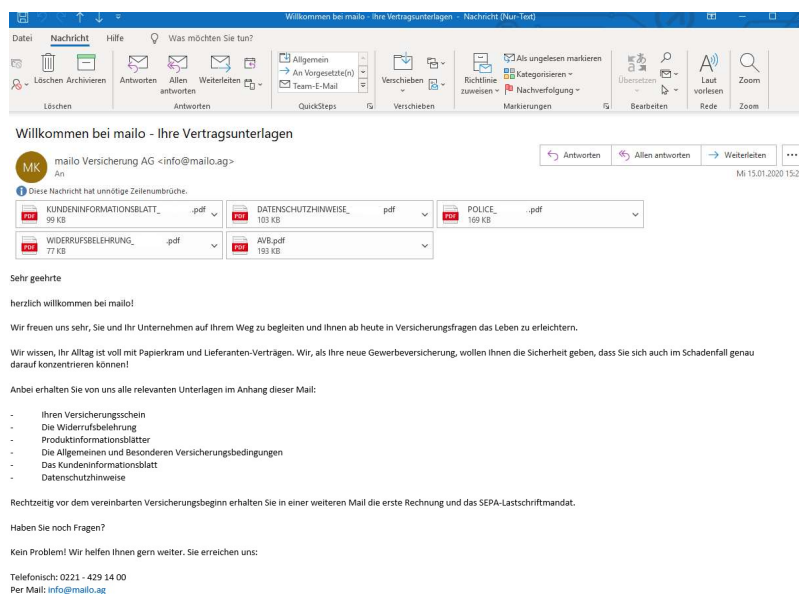 Willkommen bei mailo - Ihre Vertragsunterlagen - Nachricht (Nur-Text)
Datei Nachricht Hilfe Was möchten Sie tun?
Löschen Archivieren
Antworten Allen antworten Weiterleiten
Allgemein
An Vorgesetzte(n)
Team-E-Mail
Verschieben
Richtlinie zuweisen
Als ungelesen markieren
Kategorisieren
Nachverfolgung
Übersetzen
Laut vorlesen
Zoom
Löschen Antworten QuickSteps Verschieben Markierungen Bearbeiten Rede Zoom
Willkommen bei mailo - Ihre Vertragsunterlagen
MK
mailo Versicherung AG <info@mailo.ag>
An
Antworten Allen antworten Weiterleiten
Mi 15.01.2020 15:2
Diese Nachricht hat unnötige Zeilenumbrüche.
PDF KUNDENINFORMATIONSBLATT_ .pdf
99 KB
PDF DATENSCHUTZHINWEISE_ pdf
103 KB
PDF POLICE_ ..pdf
169 KB
PDF WIDERRUFSBELEHRUNG_ .pdf
77 KB
PDF AVB.pdf
193 KB
Sehr geehrte
herzlich willkommen bei mailo!
Wir freuen uns sehr, Sie und Ihr Unternehmen auf Ihrem Weg zu begleiten und Ihnen ab heute in Versicherungsfragen das Leben zu erleichtern.
Wir wissen, Ihr Alltag ist voll mit Papierkram und Lieferanten-Verträgen. Wir, als Ihre neue Gewerbeversicherung, wollen Ihnen die Sicherheit geben, dass Sie sich auch im Schadenfall genau
darauf konzentrieren können!
Anbei erhalten Sie von uns alle relevanten Unterlagen im Anhang dieser Mail:
- Ihren Versicherungsschein
- Die Widerrufsbelehrung
- Produktinformationsblätter
- Die Allgemeinen und Besonderen Versicherungsbedingungen
- Das Kundeninformationsblatt
- Datenschutzhinweise
Rechtzeitig vor dem vereinbarten Versicherungsbeginn erhalten Sie in einer weiteren Mail die erste Rechnung und das SEPA-Lastschriftmandat.
Haben Sie noch Fragen?
Kein Problem! Wir helfen Ihnen gern weiter. Sie erreichen uns:
Telefonisch: 0221 - 429 14 00
Per Mail: info@mailo.ag